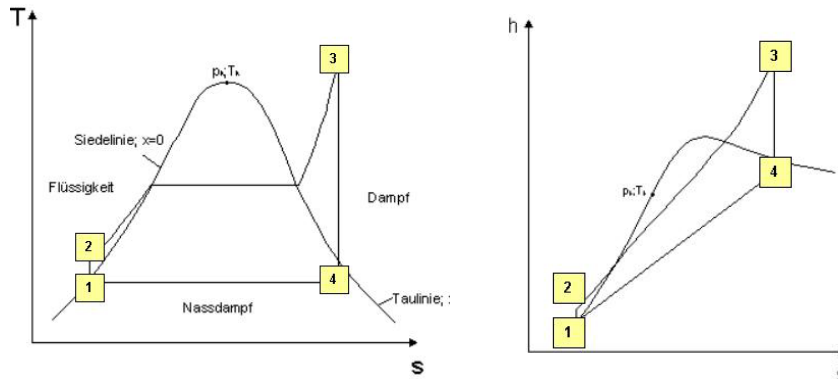 T
3
pₖ;Tₖ
Siedelinie; x=0
Flüssigkeit
Dampf
2
1
4
Nassdampf
Taulinie; :
s
h
3
4
pₖ;Tₖ
2
1